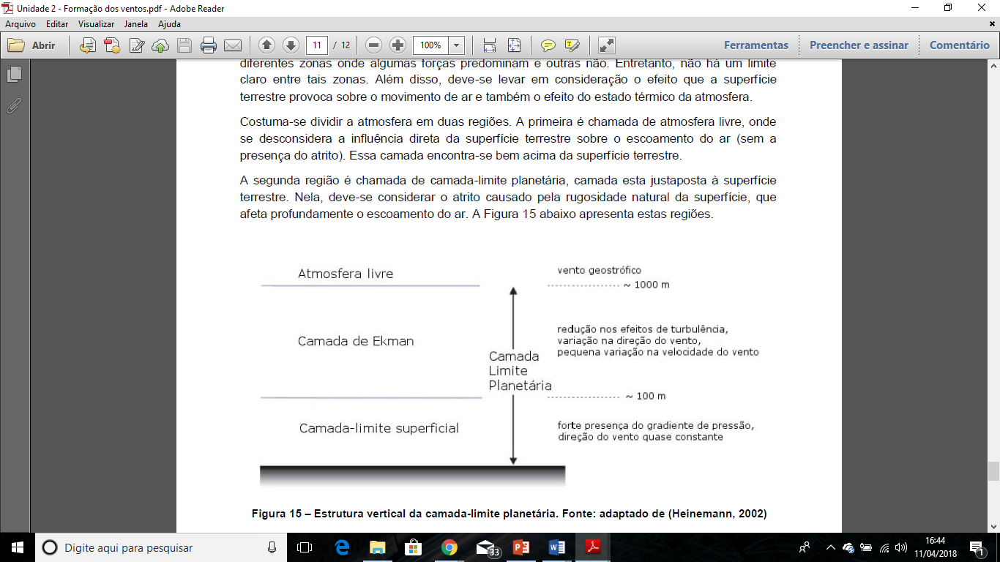 Unidade 2 - Formação dos ventos.pdf - Adobe Reader
Arquivo Editar Visualizar Janela Ajuda
Abrir 11 / 12 100% Ferramentas Preencher e assinar Comentário
diferentes zonas onde algumas forças predominam e outras não. Entretanto, não há um limite
claro entre tais zonas. Além disso, deve-se levar em consideração o efeito que a superfície
terrestre provoca sobre o movimento de ar e também o efeito do estado térmico da atmosfera.
Costuma-se dividir a atmosfera em duas regiões. A primeira é chamada de atmosfera livre, onde
se desconsidera a influência direta da superfície terrestre sobre o escoamento do ar (sem a
presença do atrito). Essa camada encontra-se bem acima da superfície terrestre.
A segunda região é chamada de camada-limite planetária, camada esta justaposta à superfície
terrestre. Nela, deve-se considerar o atrito causado pela rugosidade natural da superfície, que
afeta profundamente o escoamento do ar. A Figura 15 abaixo apresenta estas regiões.
Atmosfera livre
vento geostrófico
~ 1000 m
Camada de Ekman
redução nos efeitos de turbulência,
variação na direção do vento,
pequena variação na velocidade do vento
Camada
Limite
Planetária
~ 100 m
Camada-limite superficial
forte presença do gradiente de pressão,
direção do vento quase constante
Figura 15 – Estrutura vertical da camada-limite planetária. Fonte: adaptado de (Heinemann, 2002)
Digite aqui para pesquisar
33
16:44
11/04/2018
1